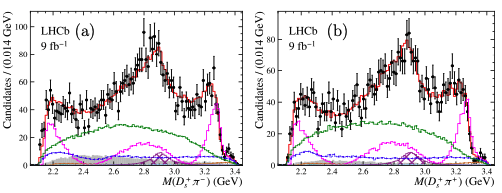 LHCb (a)
9 fb⁻¹
Candidates / (0.014 GeV)
100
80
60
40
20
0
2.2 2.4 2.6 2.8 3.0 3.2 3.4
M(D_s^+ π^-) (GeV)
LHCb (b)
9 fb⁻¹
Candidates / (0.014 GeV)
80
60
40
20
0
2.2 2.4 2.6 2.8 3.0 3.2 3.4
M(D_s^+ π^+) (GeV)